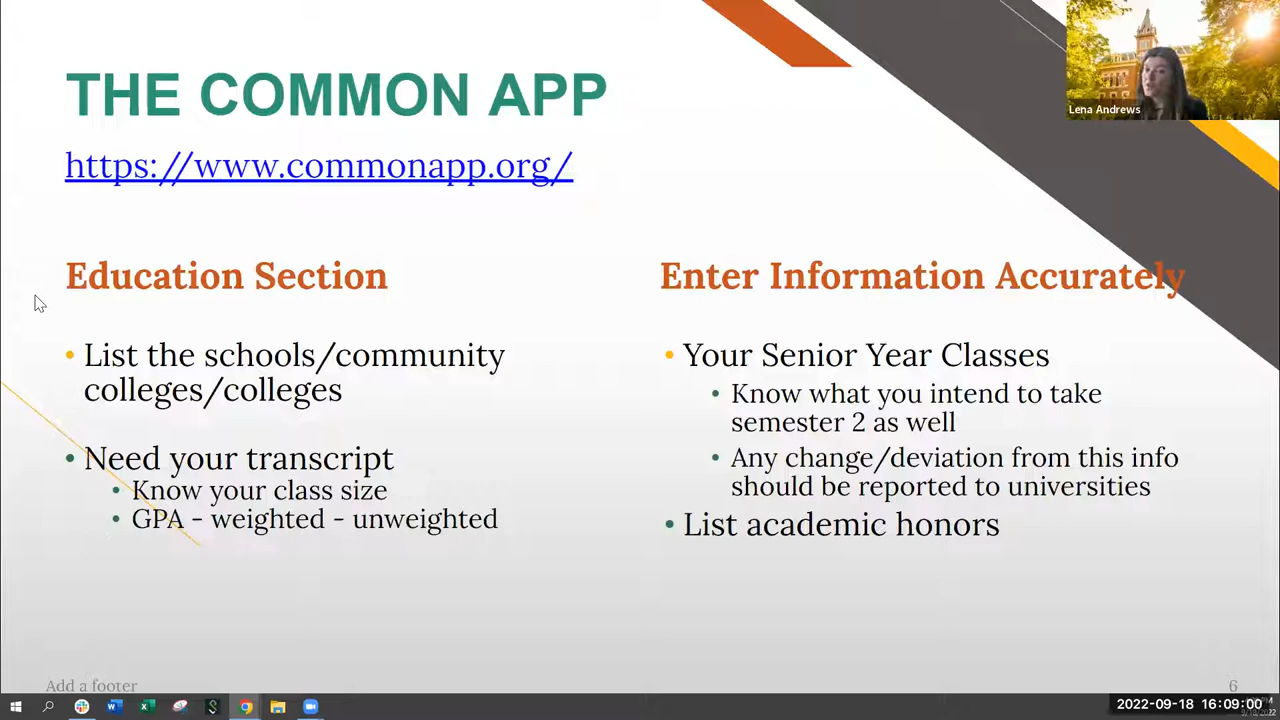 THE COMMON APP
https://www.commonapp.org/
Lena Andrews
Education Section
• List the schools/community
colleges/colleges
• Need your transcript
• Know your class size
• GPA - weighted - unweighted
Enter Information Accurately
• Your Senior Year Classes
• Know what you intend to take
semester 2 as well
• Any change/deviation from this info
should be reported to universities
• List academic honors
Add a footer
6
2022-09-18 16:09:00